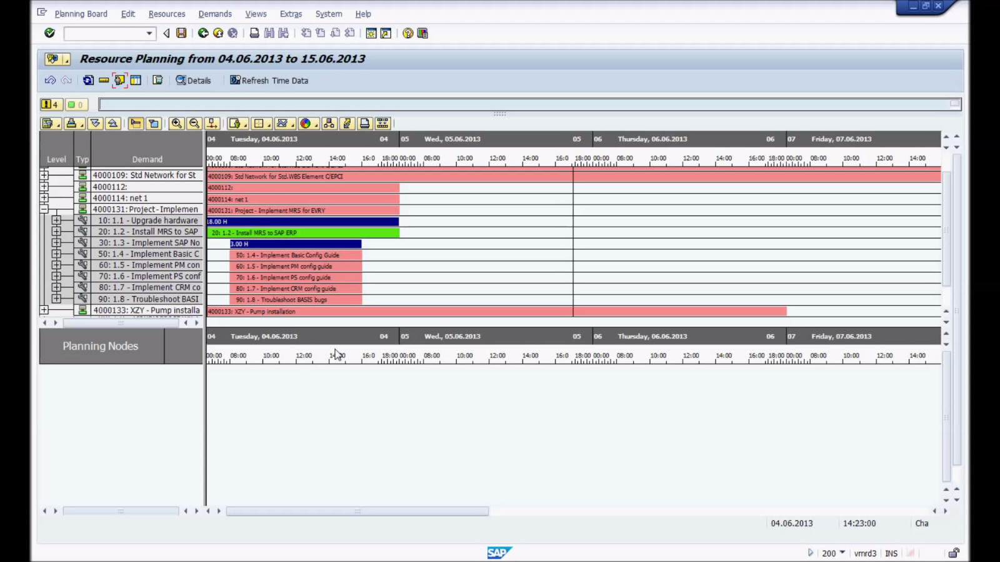 Planning Board Edit Resources Demands Views Extras System Help
Resource Planning from 04.06.2013 to 15.06.2013
Details Refresh Time Data
4 0
04 Tuesday, 04.06.2013 04 05 Wed., 05.06.2013 05 06 Thursday, 06.06.2013 06 07 Friday, 07.06.2013
Level Typ Demand
00:00 08:00 10:00 12:00 14:00 16:0 18:00 00:00 08:00 10:00 12:00 14:00 16:0 18:00 00:00 08:00 10:00 12:00 14:00 16:00 18:00 00:00 08:00 10:00 12:00 14:00
4000109: Std Network for St 4000109: Std Network for Std.WBS Element C/EPCI
4000112: 4000112:
4000114: net 1 4000114: net 1
4000131: Project - Implemen 4000131: Project - Implement MRS for EVRY
10: 1.1 - Upgrade hardware 18.00 H
20: 1.2 - Install MRS to SAP 20: 1.2 - Install MRS to SAP ERP
30: 1.3 - Implement SAP No 3.00 H
50: 1.4 - Implement Basic C 50: 1.4 - Implement Basic Config Guide
60: 1.5 - Implement PM con 60: 1.5 - Implement PM config guide
70: 1.6 - Implement PS conf 70: 1.6 - Implement PS config guide
80: 1.7 - Implement CRM co 80: 1.7 - Implement CRM config guide
90: 1.8 - Troubleshoot BASI 90: 1.8 - Troubleshoot BASIS bugs
4000133: XZY - Pump installa 4000133: XZY - Pump installation
04 Tuesday, 04.06.2013 04 05 Wed., 05.06.2013 05 06 Thursday, 06.06.2013 06 07 Friday, 07.06.2013
Planning Nodes
00:00 08:00 10:00 12:00 16:0 18:00 00:00 08:00 10:00 12:00 14:00 16:0 18:00 00:00 08:00 10:00 12:00 14:00 16:00 18:00 00:00 08:00 10:00 12:00 14:00
04.06.2013 14:23:00 Cha
SAP 200 vmrd3 INS